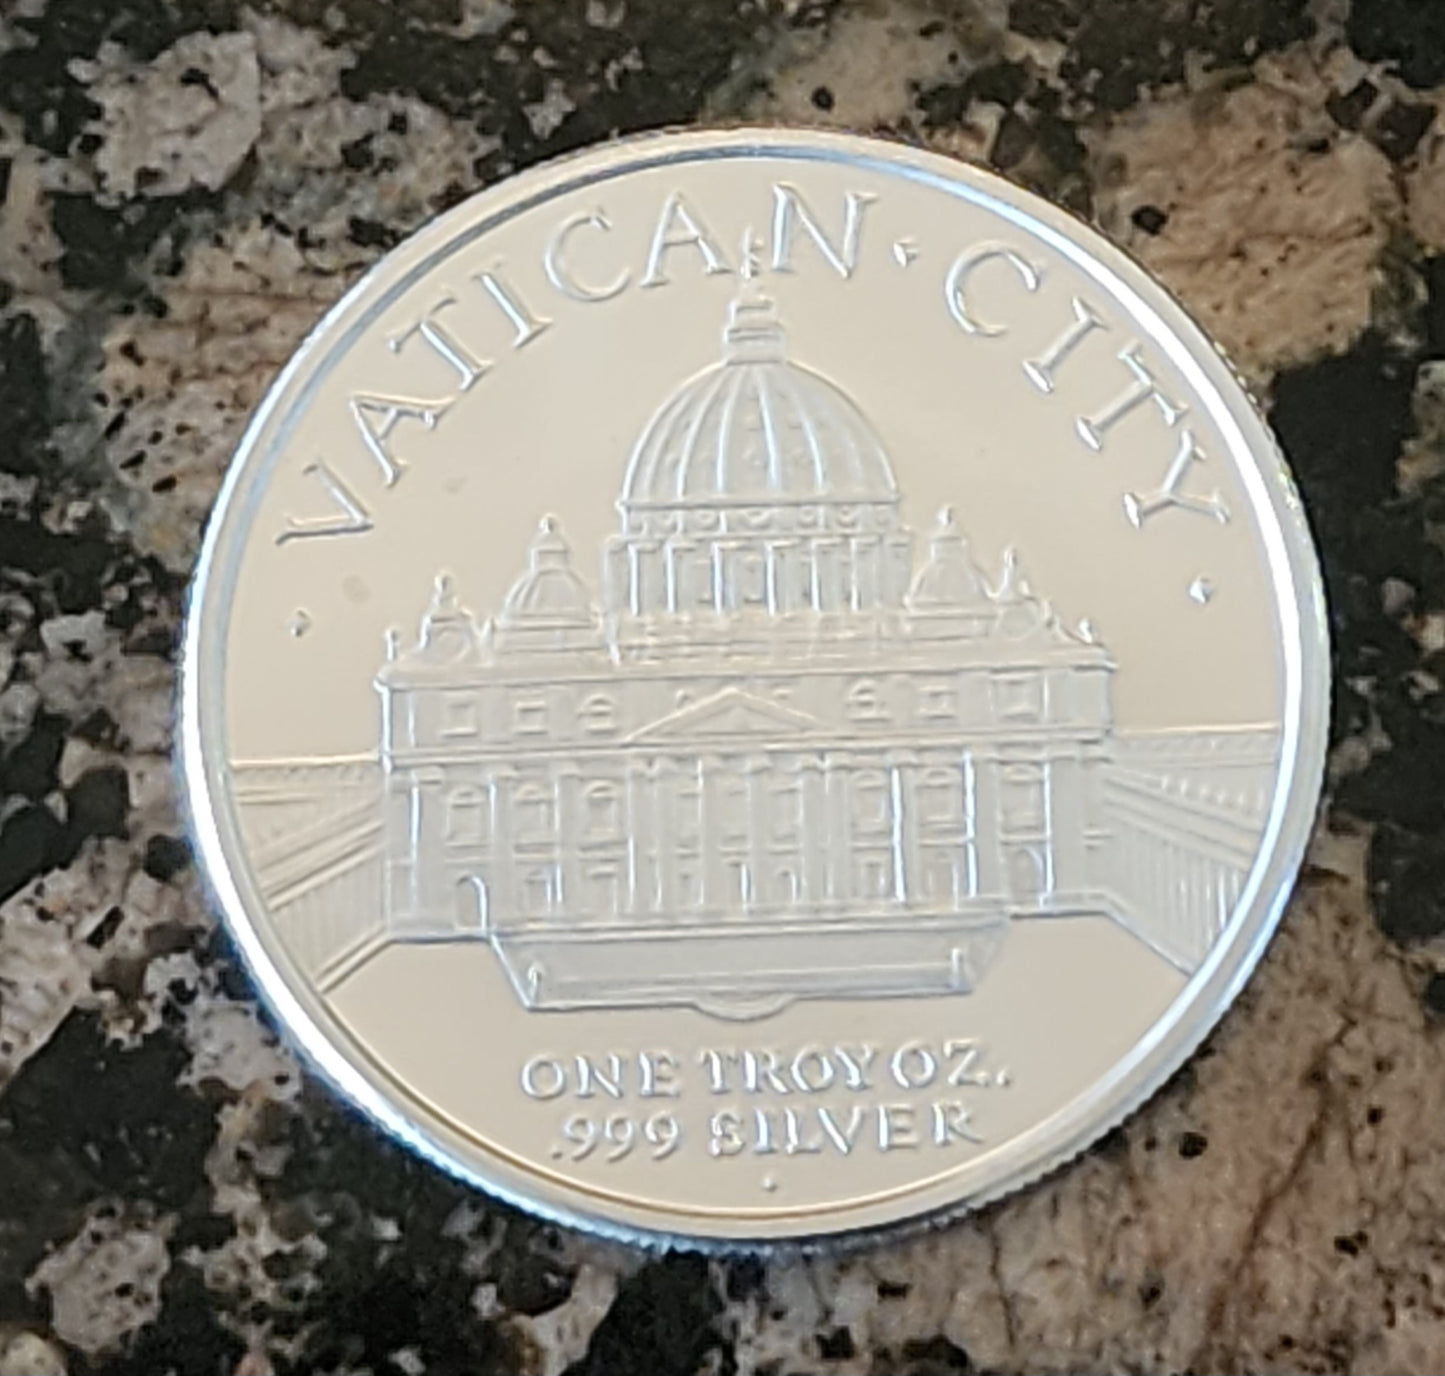 VATICAN · CITY
ONE TROY OZ.
.999 SILVER